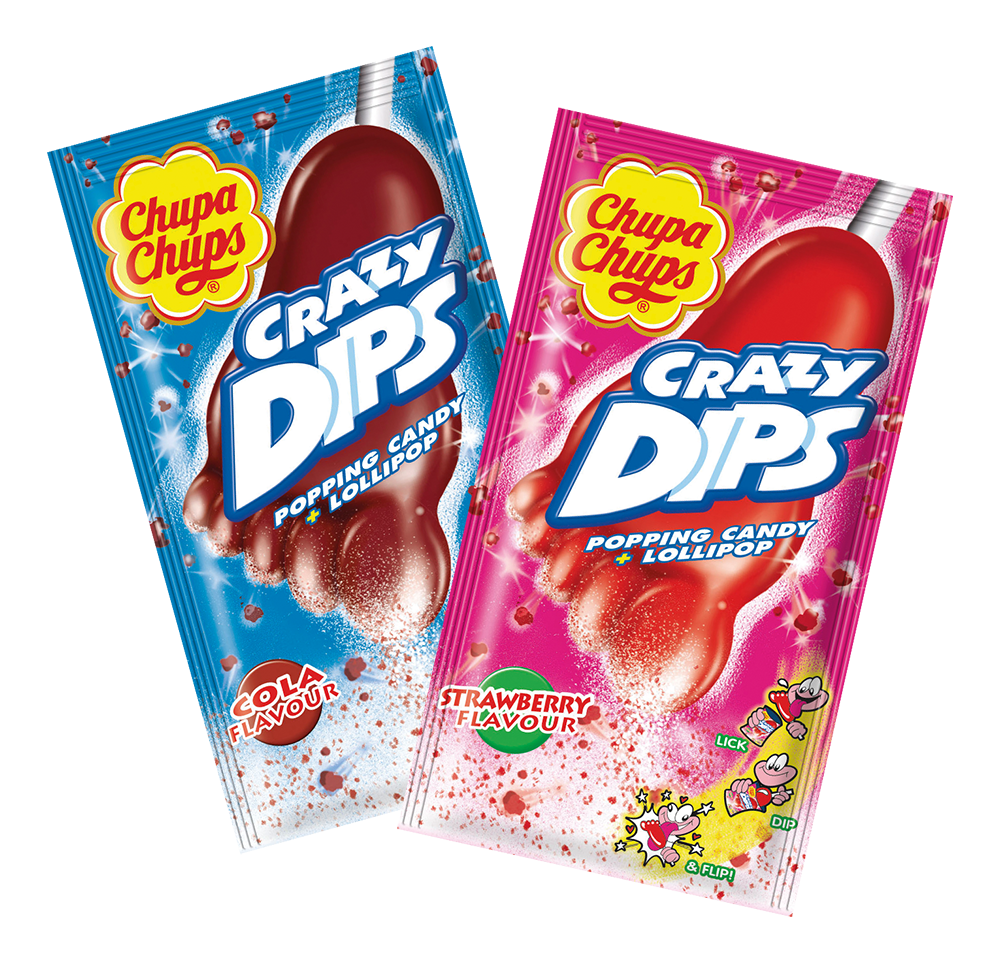 Chupa
Chups
®
CRAZY
DIPS
POPPING CANDY
+ LOLLIPOP
COLA
FLAVOUR
Chupa
Chups
®
CRAZY
DIPS
POPPING CANDY
+ LOLLIPOP
STRAWBERRY
FLAVOUR
LICK
DIP
& FLIP!